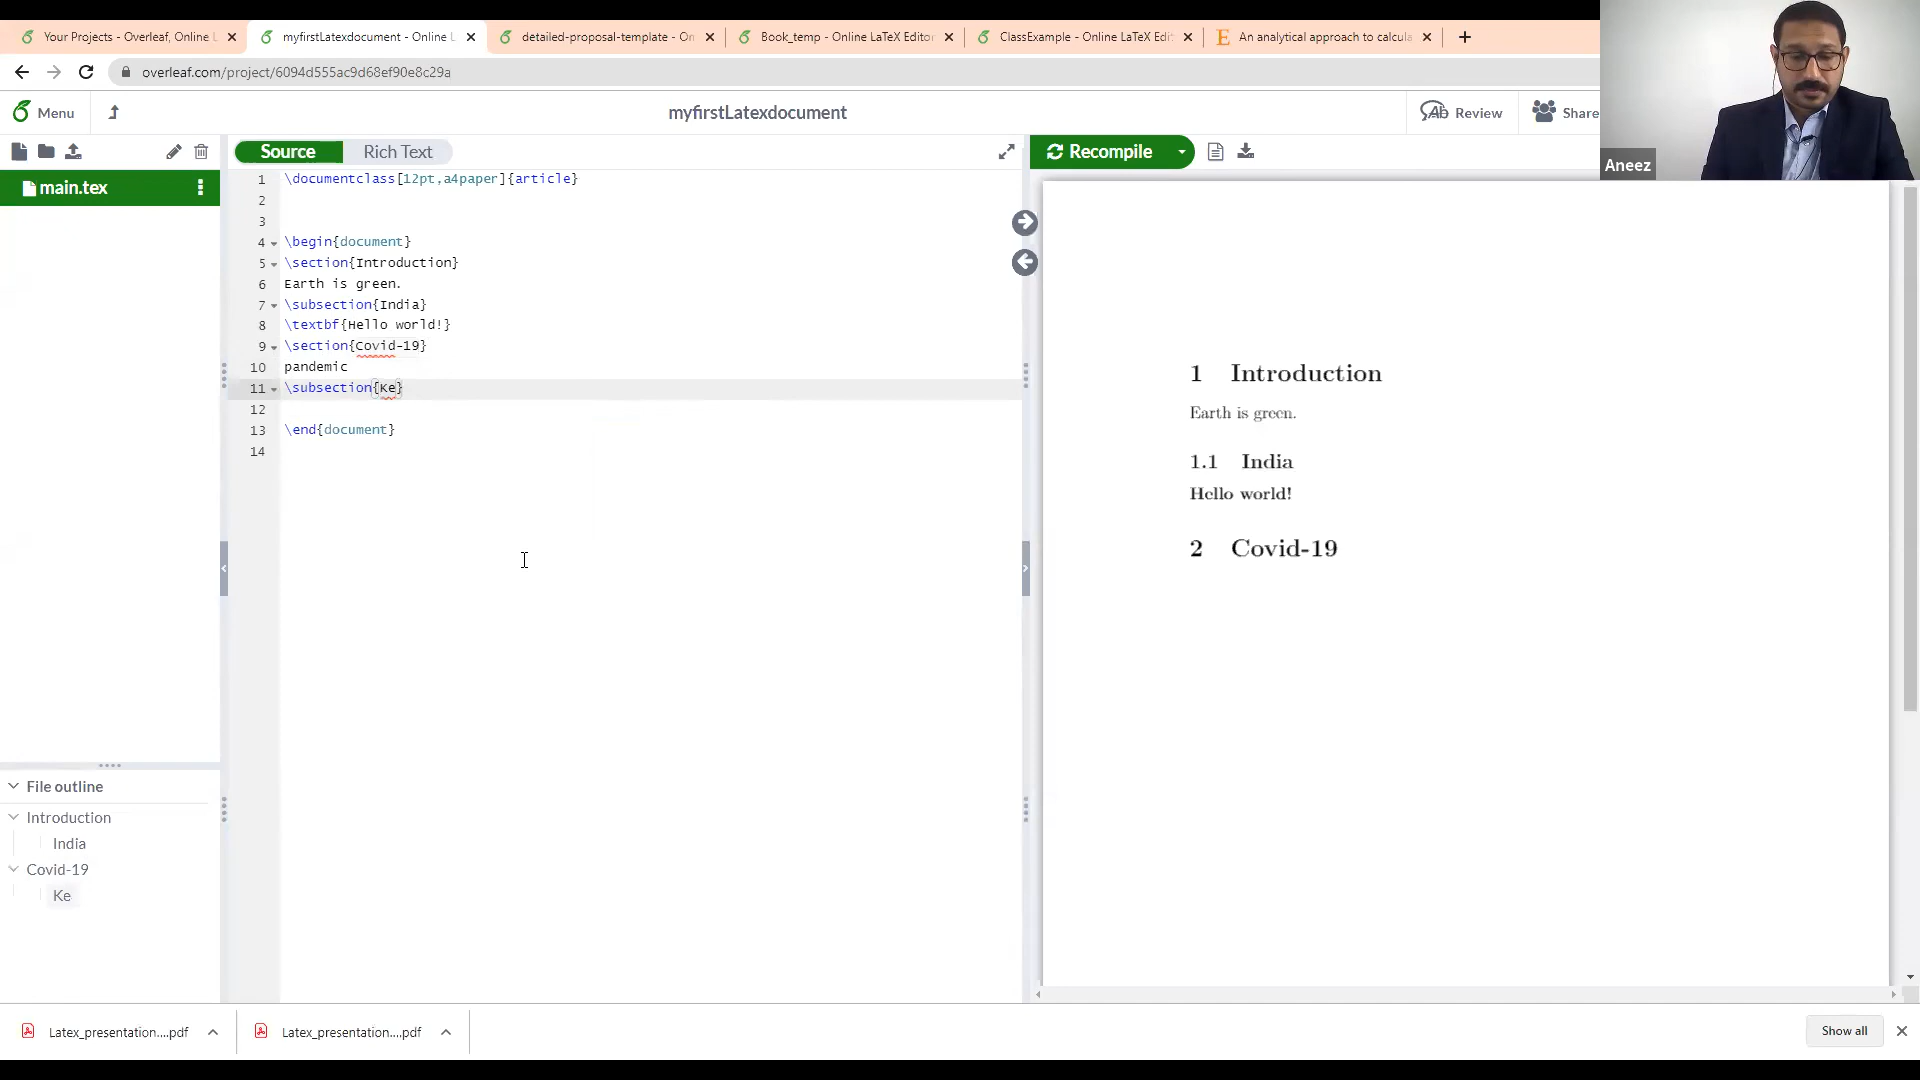 Your Projects - Overleaf, Online L
myfirstLatexdocument - Online L
detailed-proposal-template - On
Book_temp - Online LaTeX Editor
ClassExample - Online LaTeX Edit
An analytical approach to calcula
overleaf.com/project/6094d555ac9d68ef90e8c29a
Menu
myfirstLatexdocument
Review
Share
Aneez
Source
Rich Text
Recompile
main.tex
1 \documentclass[12pt,a4paper]{article}
2
3
4 \begin{document}
5 \section{Introduction}
6 Earth is green.
7 \subsection{India}
8 \textbf{Hello world!}
9 \section{Covid-19}
10 pandemic
11 \subsection{Ke}
12
13 \end{document}
14
1 Introduction
Earth is green.
1.1 India
Hello world!
2 Covid-19
File outline
Introduction
India
Covid-19
Ke
Latex_presentation....pdf
Latex_presentation....pdf
Show all